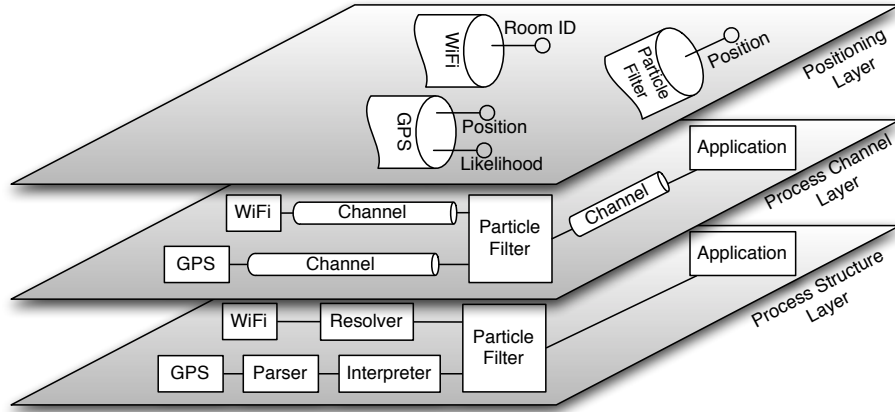 Room ID
WiFi
Position
Particle
Filter
Positioning
Layer
GPS
Position
Likelihood
Application
Process Channel
Layer
WiFi
Channel
Channel
Particle
Filter
GPS
Channel
Application
Process Structure
Layer
WiFi
Resolver
Particle
Filter
GPS
Parser
Interpreter